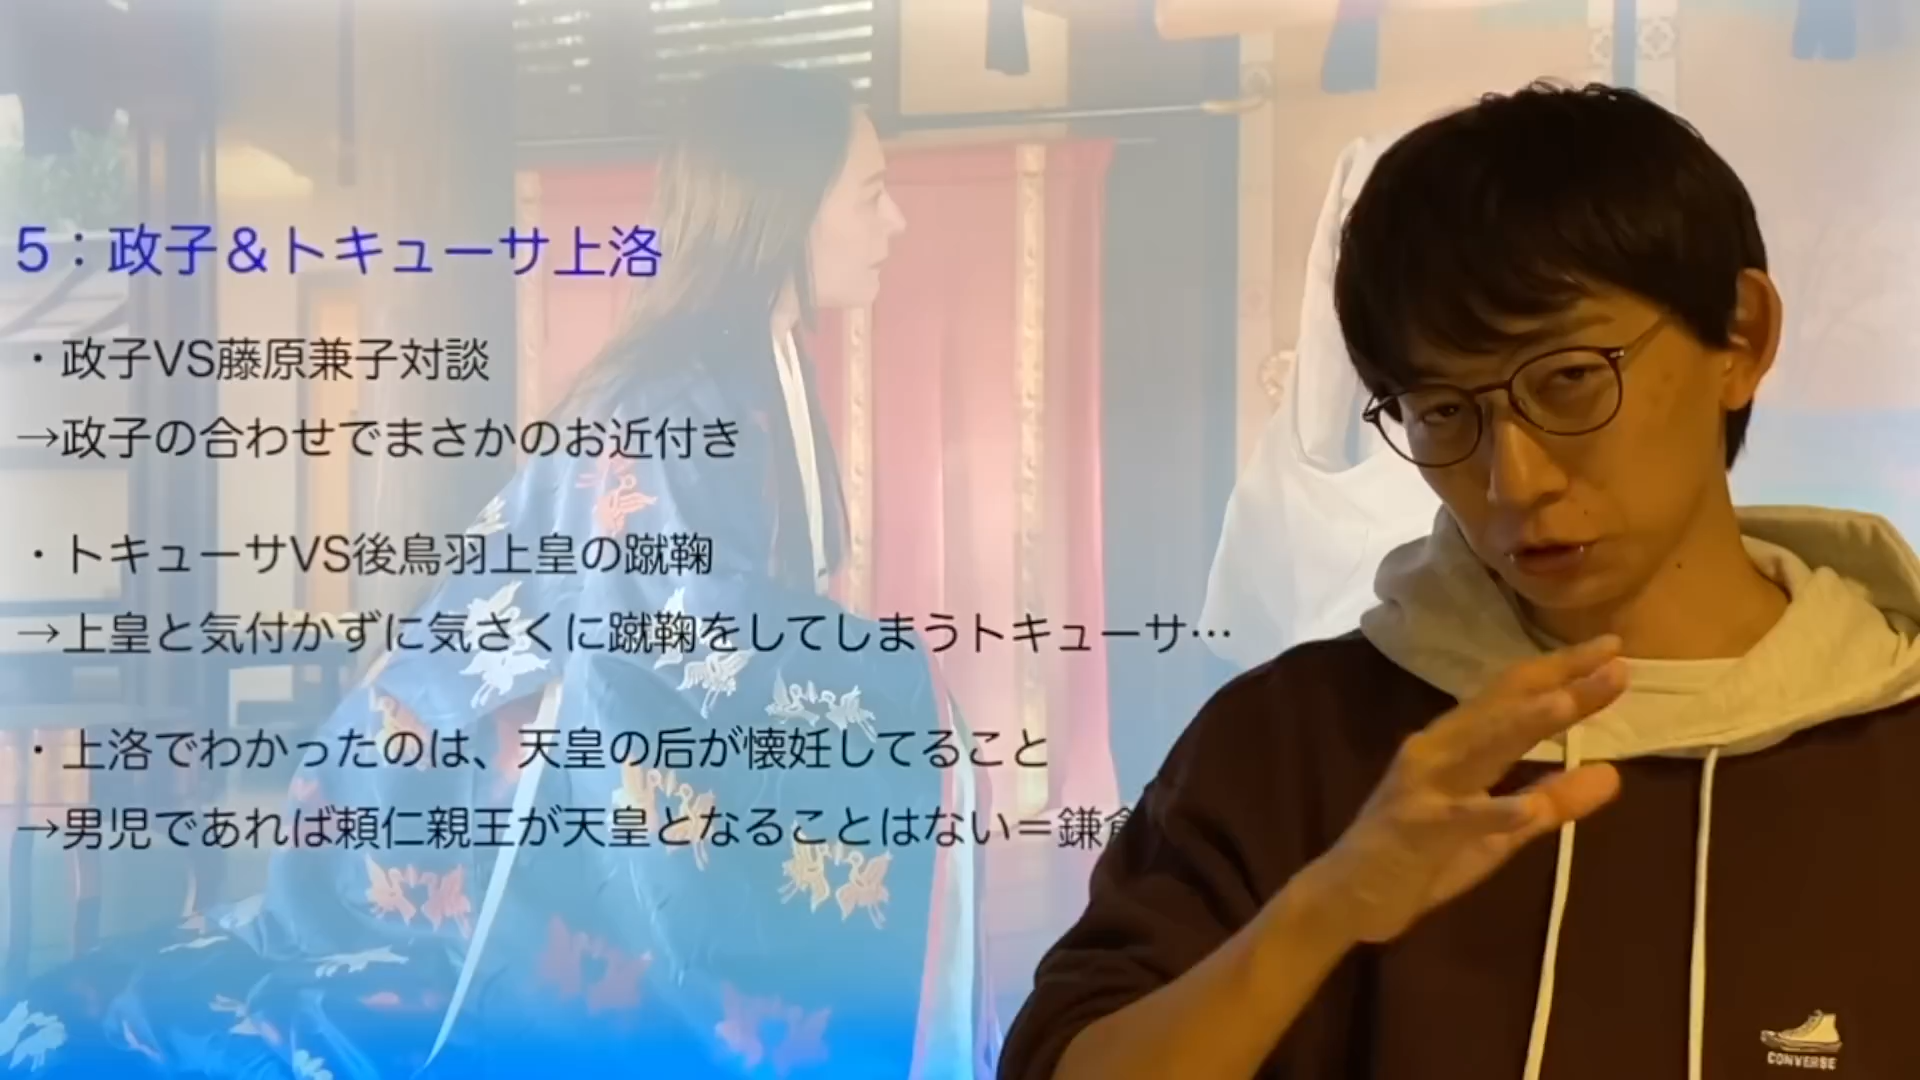 5：政子＆トキューサ上洛
・政子VS藤原兼子対談
→政子の合わせでまさかのお近付き
・トキューサVS後鳥羽上皇の蹴鞠
→上皇と気付かずに気さくに蹴鞠をしてしまうトキューサ…
・上洛でわかったのは、天皇の后が懐妊してること
→男児であれば頼仁親王が天皇となることはない＝鎌倉
CONVERSE